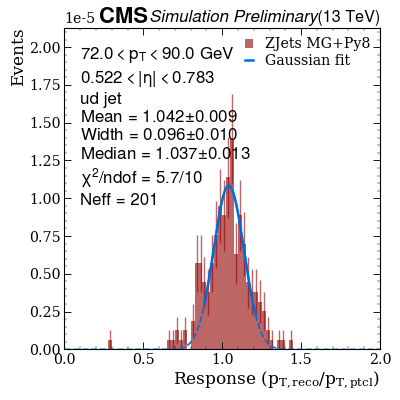 1e-5 CMS Simulation Preliminary (13 TeV)
Events
72.0 < pT < 90.0 GeV
0.522 < |η| < 0.783
ud jet
Mean = 1.042±0.009
Width = 0.096±0.010
Median = 1.037±0.013
χ²/ndof = 5.7/10
Neff = 201
ZJets MG+Py8
Gaussian fit
2.00
1.75
1.50
1.25
1.00
0.75
0.50
0.25
0.00
0.0 0.5 1.0 1.5 2.0
Response (pT,reco/pT,ptcl)